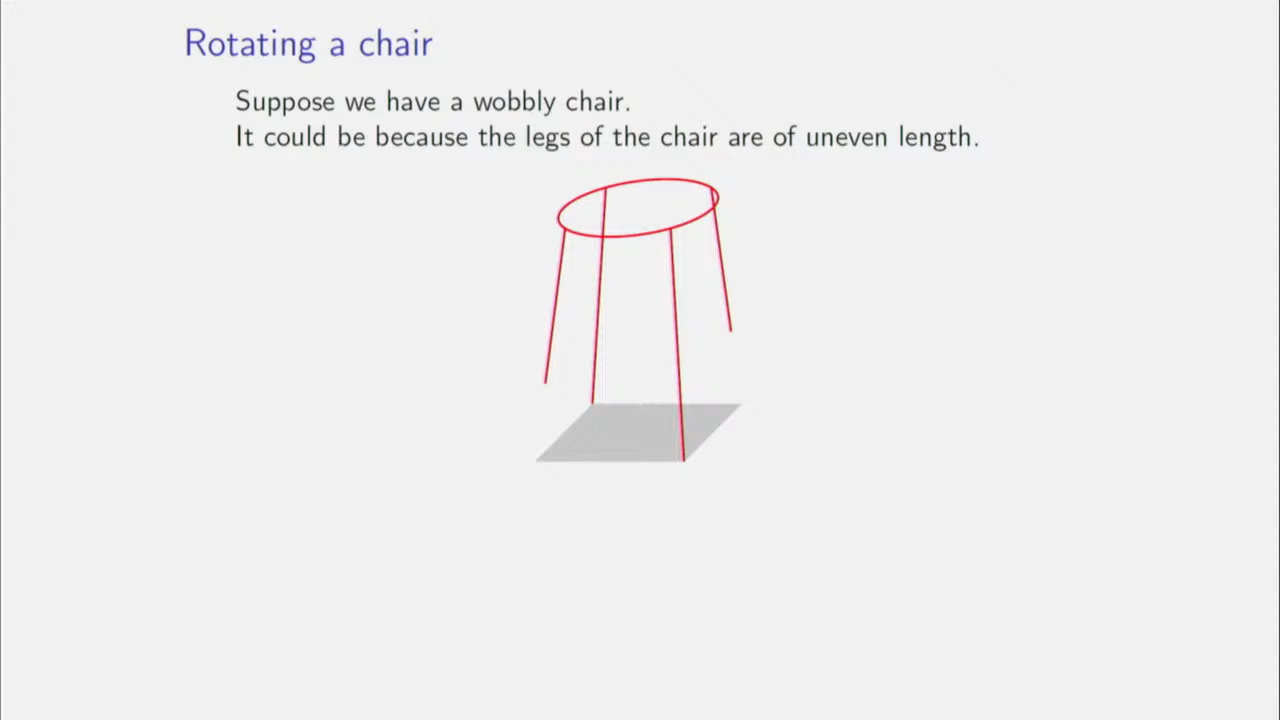 Rotating a chair
Suppose we have a wobbly chair.
It could be because the legs of the chair are of uneven length.